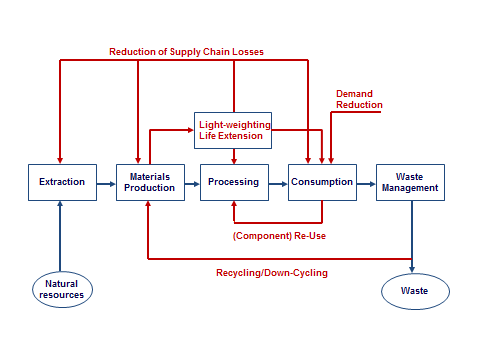 Reduction of Supply Chain Losses
Demand
Reduction
Light-weighting
Life Extension
Extraction
Materials
Production
Processing
Consumption
Waste
Management
(Component) Re-Use
Recycling/Down-Cycling
Natural
resources
Waste